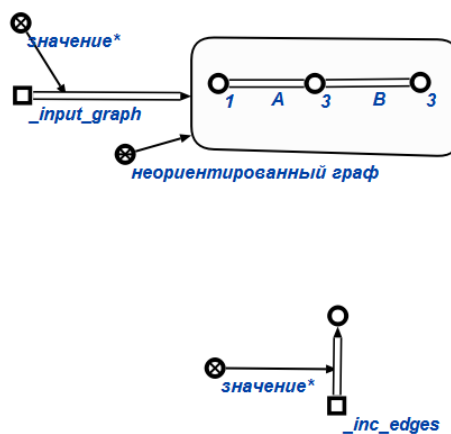 значение*
1 A 3 B 3
_input_graph
неориентированный граф
значение*
_inc_edges